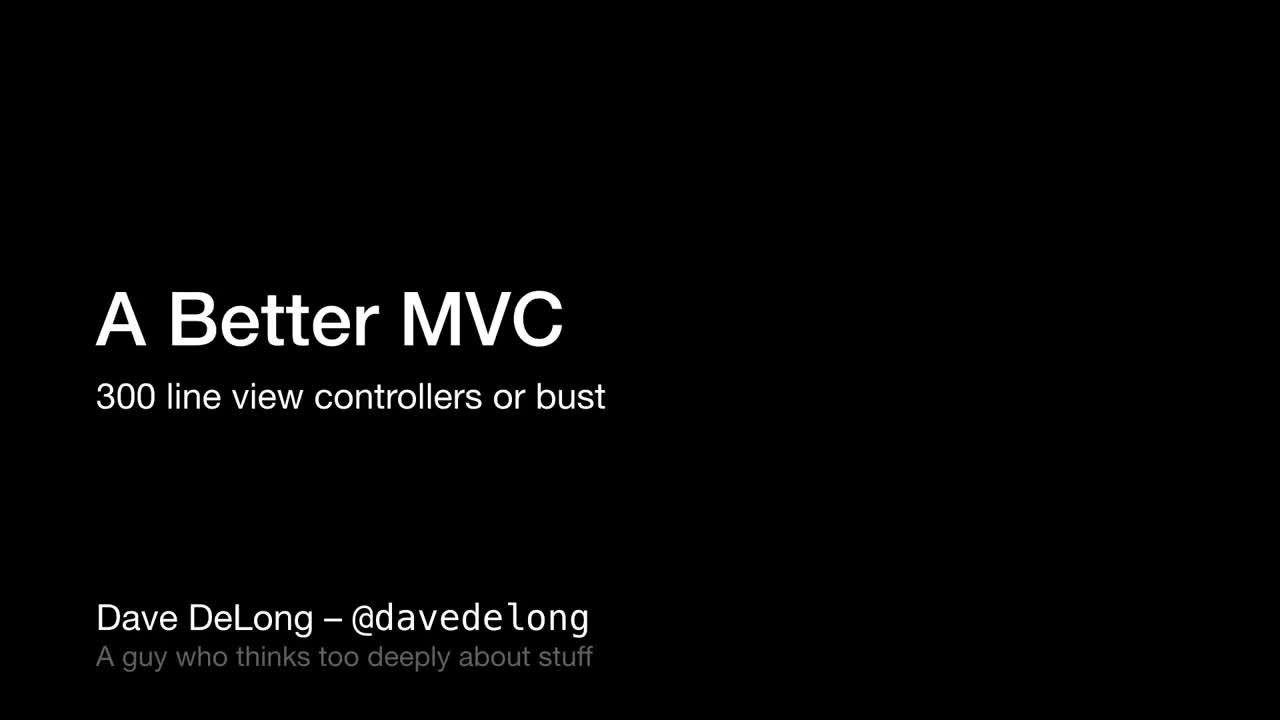 A Better MVC
300 line view controllers or bust
Dave DeLong – @davedelong
A guy who thinks too deeply about stuff